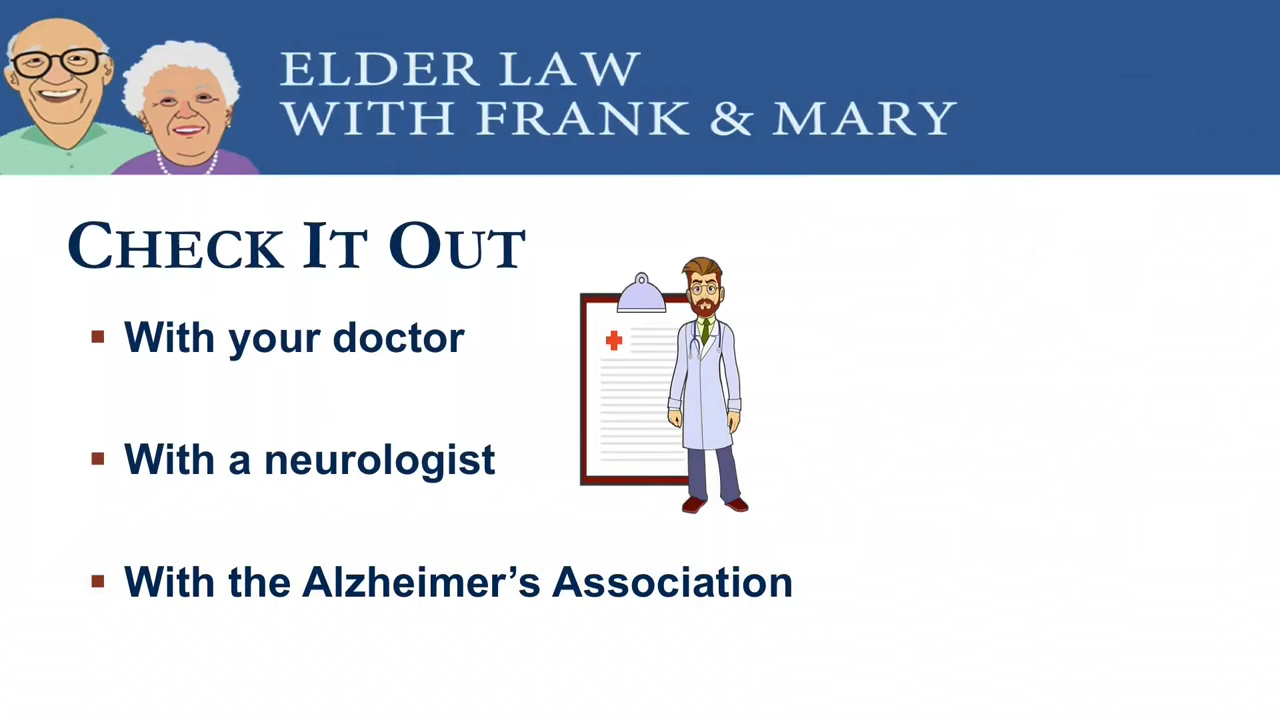 ELDER LAW
WITH FRANK & MARY
CHECK IT OUT
With your doctor
With a neurologist
With the Alzheimer’s Association